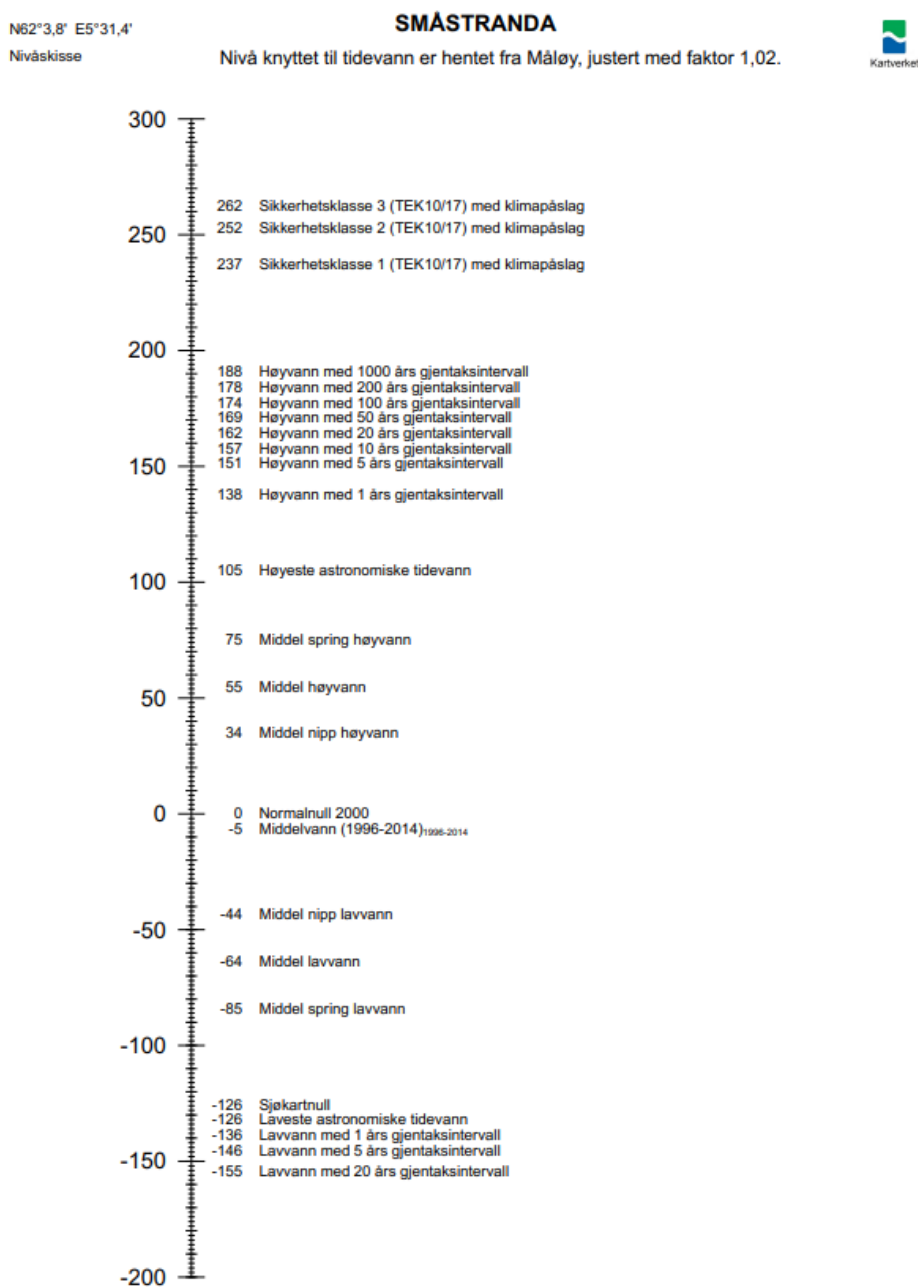 N62°3,8' E5°31,4'
SMÅSTRANDA
Nivåskisse
Nivå knyttet til tidevann er hentet fra Måløy, justert med faktor 1,02.
Kartverket
300
262 Sikkerhetsklasse 3 (TEK10/17) med klimapåslag
252 Sikkerhetsklasse 2 (TEK10/17) med klimapåslag
250
237 Sikkerhetsklasse 1 (TEK10/17) med klimapåslag
200
188 Høyvann med 1000 års gjentaksintervall
178 Høyvann med 200 års gjentaksintervall
174 Høyvann med 100 års gjentaksintervall
169 Høyvann med 50 års gjentaksintervall
162 Høyvann med 20 års gjentaksintervall
157 Høyvann med 10 års gjentaksintervall
151 Høyvann med 5 års gjentaksintervall
150
138 Høyvann med 1 års gjentaksintervall
105 Høyeste astronomiske tidevann
100
75 Middel spring høyvann
55 Middel høyvann
50
34 Middel nipp høyvann
0
0 Normalnull 2000
-5 Middelvann (1996-2014)1996-2014
-44 Middel nipp lavvann
-50
-64 Middel lavvann
-85 Middel spring lavvann
-100
-126 Sjøkartnull
-126 Laveste astronomiske tidevann
-136 Lavvann med 1 års gjentaksintervall
-146 Lavvann med 5 års gjentaksintervall
-150
-155 Lavvann med 20 års gjentaksintervall
-200